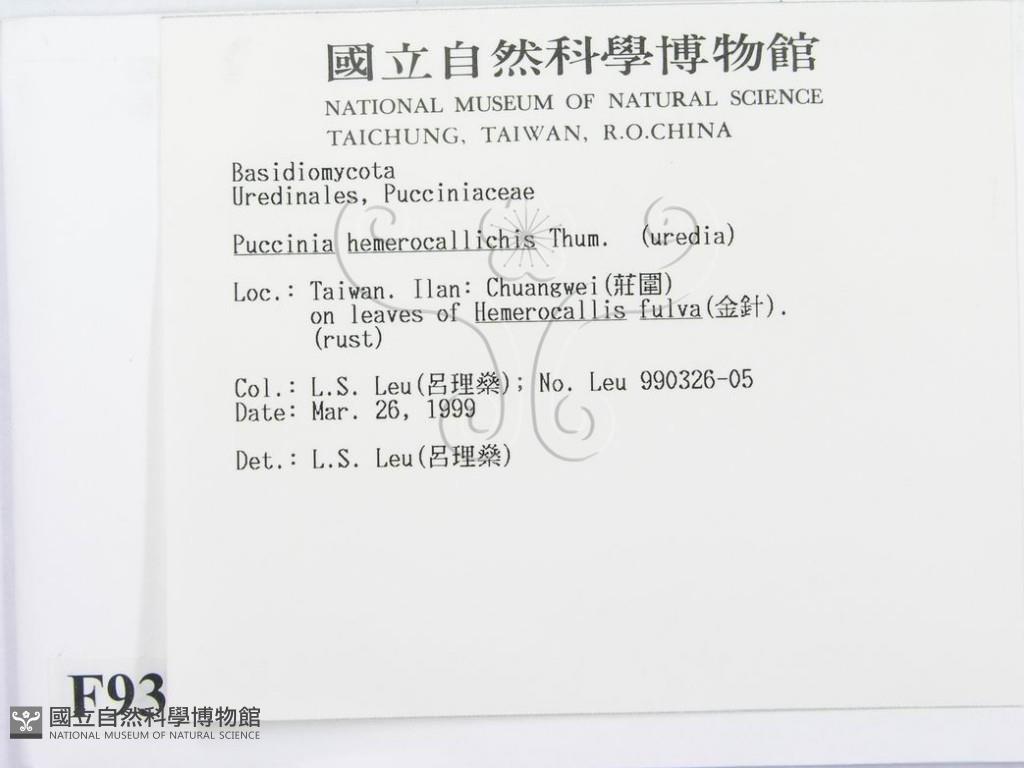 國立自然科學博物館
NATIONAL MUSEUM OF NATURAL SCIENCE
TAICHUNG, TAIWAN, R.O.CHINA
Basidiomycota
Uredinales, Pucciniaceae
Puccinia hemerocallichis Thum. (uredia)
Loc.: Taiwan. Ilan: Chuangwei(莊圍)
on leaves of Hemerocallis fulva(金針).
(rust)
Col.: L.S. Leu(呂理燊); No. Leu 990326-05
Date: Mar. 26, 1999
Det.: L.S. Leu(呂理燊)
F93
國立自然科學博物館
NATIONAL MUSEUM OF NATURAL SCIENCE